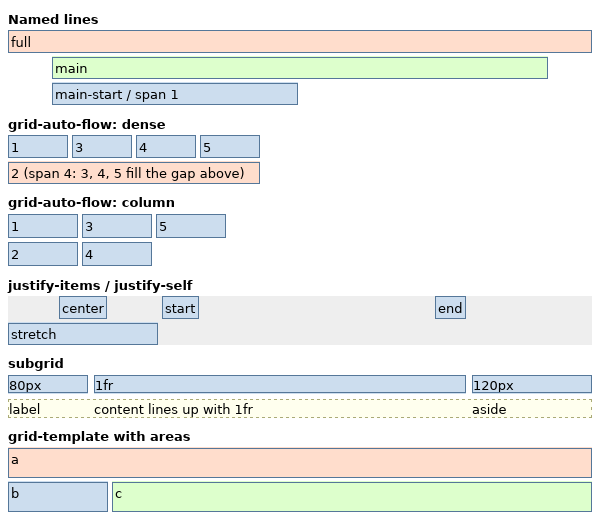 Named lines
full
main
main-start / span 1
grid-auto-flow: dense
1 3 4 5
2 (span 4: 3, 4, 5 fill the gap above)
grid-auto-flow: column
1 3 5
2 4
justify-items / justify-self
center start end
stretch
subgrid
80px 1fr 120px
label content lines up with 1fr aside
grid-template with areas
a
b c